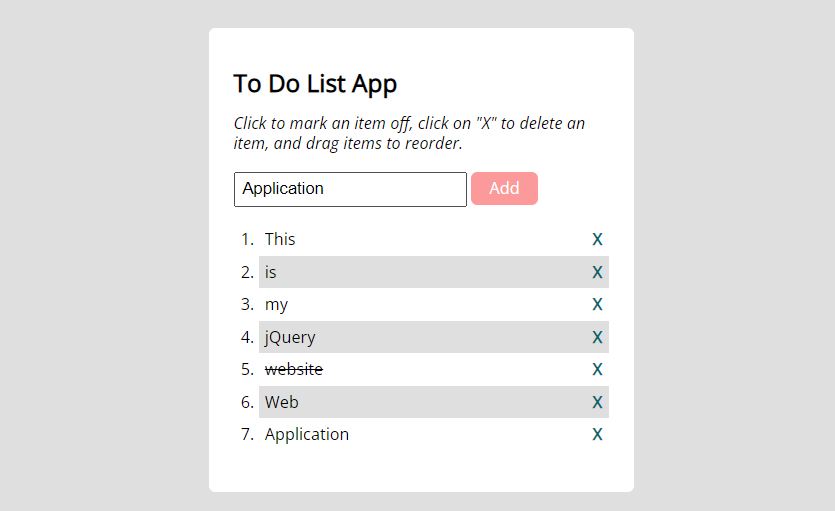 To Do List App
Click to mark an item off, click on "X" to delete an
item, and drag items to reorder.
Application Add
1. This X
2. is X
3. my X
4. jQuery X
5. website X
6. Web X
7. Application X